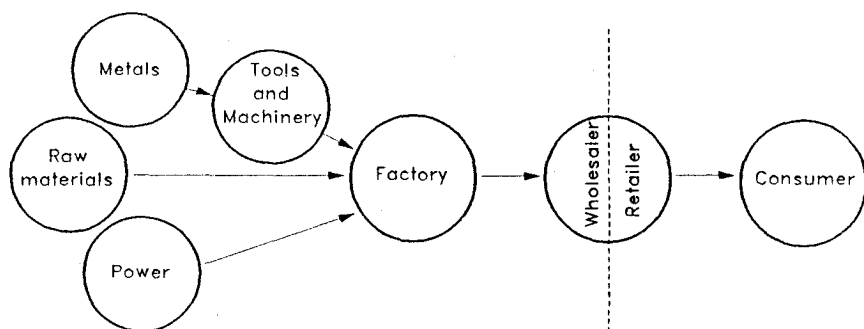 Metals
Tools
and
Machinery
Raw
materials
Factory
Wholesaler
Retailer
Consumer
Power